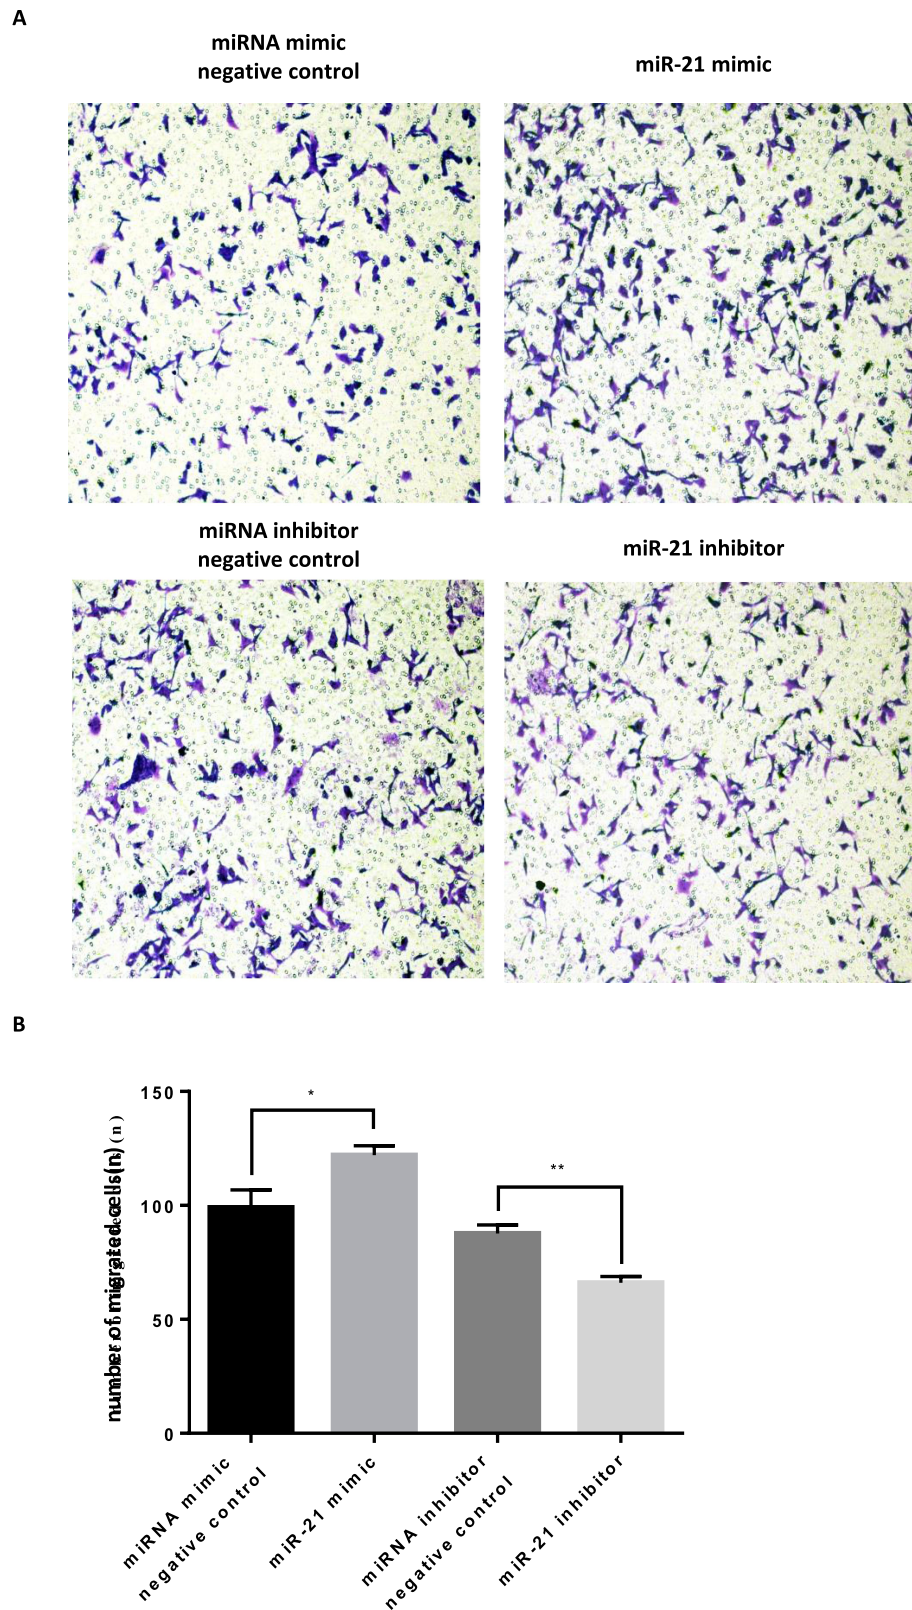 A
miRNA mimic
negative control
miR-21 mimic
miRNA inhibitor
negative control
miR-21 inhibitor
B
number of migrated cells(n)
(n)
150
100
50
0
*
**
miRNA mimic
negative control
miR-21 mimic
miRNA inhibitor
negative control
miR-21 inhibitor